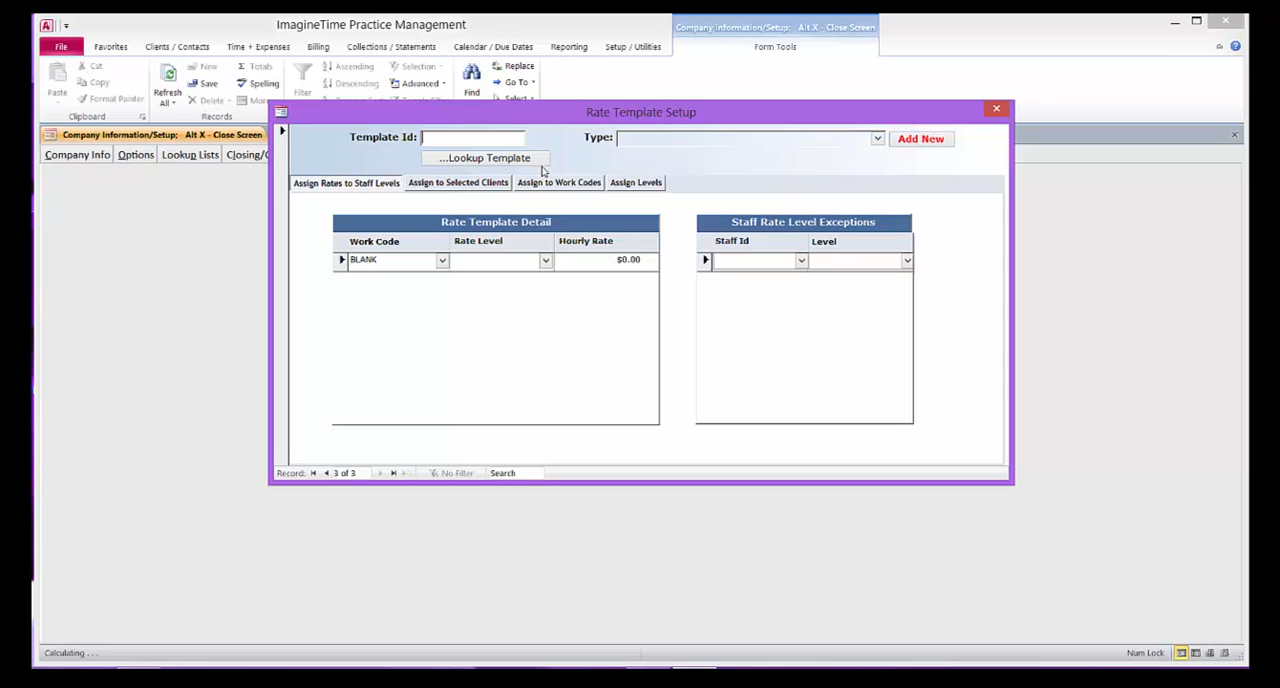 ImagineTime Practice Management
Company Information/Setup; Alt X - Close Screen
File Favorites Clients / Contacts Time + Expenses Billing Collections / Statements Calendar / Due Dates Reporting Setup / Utilities Form Tools
Cut New Totals Ascending Selection Replace
Copy Save Spelling Descending Advanced Go To
Paste Format Painter Refresh All Delete Filter Find Select
Clipboard Records
Company Information/Setup; Alt X - Close Screen
Company Info Options Lookup Lists
Rate Template Setup
Template Id: Type: Add New
...Lookup Template
Assign Rates to Staff Levels Assign to Selected Clients Assign to Work Codes Assign Levels
Rate Template Detail Staff Rate Level Exceptions
Work Code Rate Level Hourly Rate Staff Id Level
BLANK $0.00
Record: 3 of 3 No Filter Search
Calculating . . . Num Lock